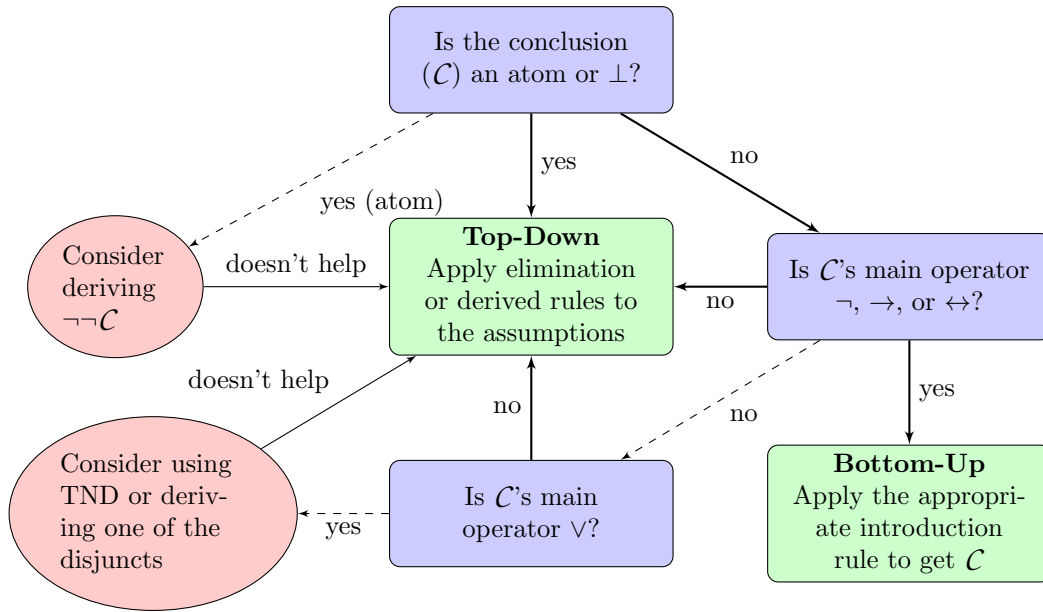 Is the conclusion
(𝒞) an atom or ⊥?
no
yes
yes (atom)
Consider
deriving
¬¬𝒞
doesn't help
Top-Down
Apply elimination
or derived rules to
the assumptions
no
Is 𝒞's main operator
¬, →, or ↔?
doesn't help
no
no
yes
Consider using
TND or deriv-
ing one of the
disjuncts
yes
Is 𝒞's main
operator ∨?
Bottom-Up
Apply the appropri-
ate introduction
rule to get 𝒞